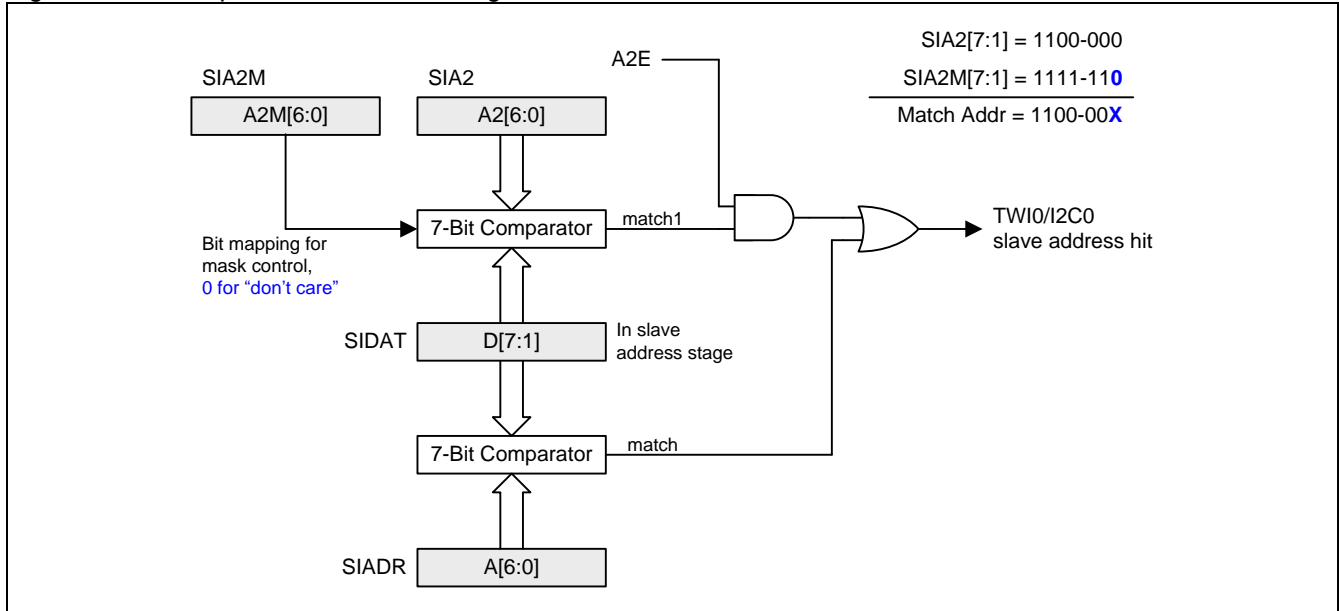 SIA2[7:1] = 1100-000
SIA2M[7:1] = 1111-110
Match Addr = 1100-00X
A2E
SIA2M
SIA2
A2M[6:0]
A2[6:0]
7-Bit Comparator
match1
Bit mapping for
mask control,
0 for “don’t care”
TWI0/I2C0
slave address hit
SIDAT
D[7:1]
In slave
address stage
7-Bit Comparator
match
SIADR
A[6:0]